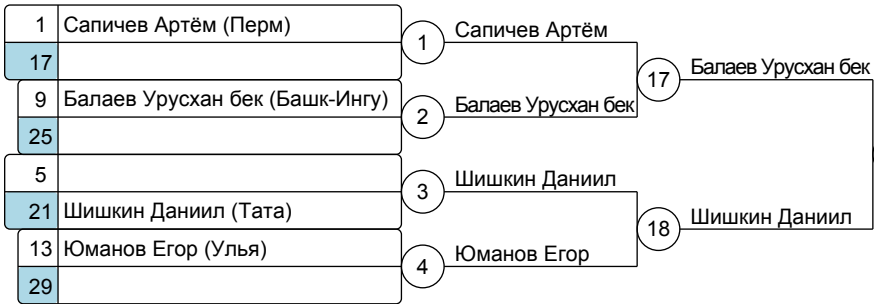 1 Сапичев Артём (Перм)
17
1 Сапичев Артём
9 Балаев Урусхан бек (Башк-Ингу)
25
2 Балаев Урусхан бек
17 Балаев Урусхан бек
5
21 Шишкин Даниил (Тата)
3 Шишкин Даниил
13 Юманов Егор (Улья)
29
4 Юманов Егор
18 Шишкин Даниил